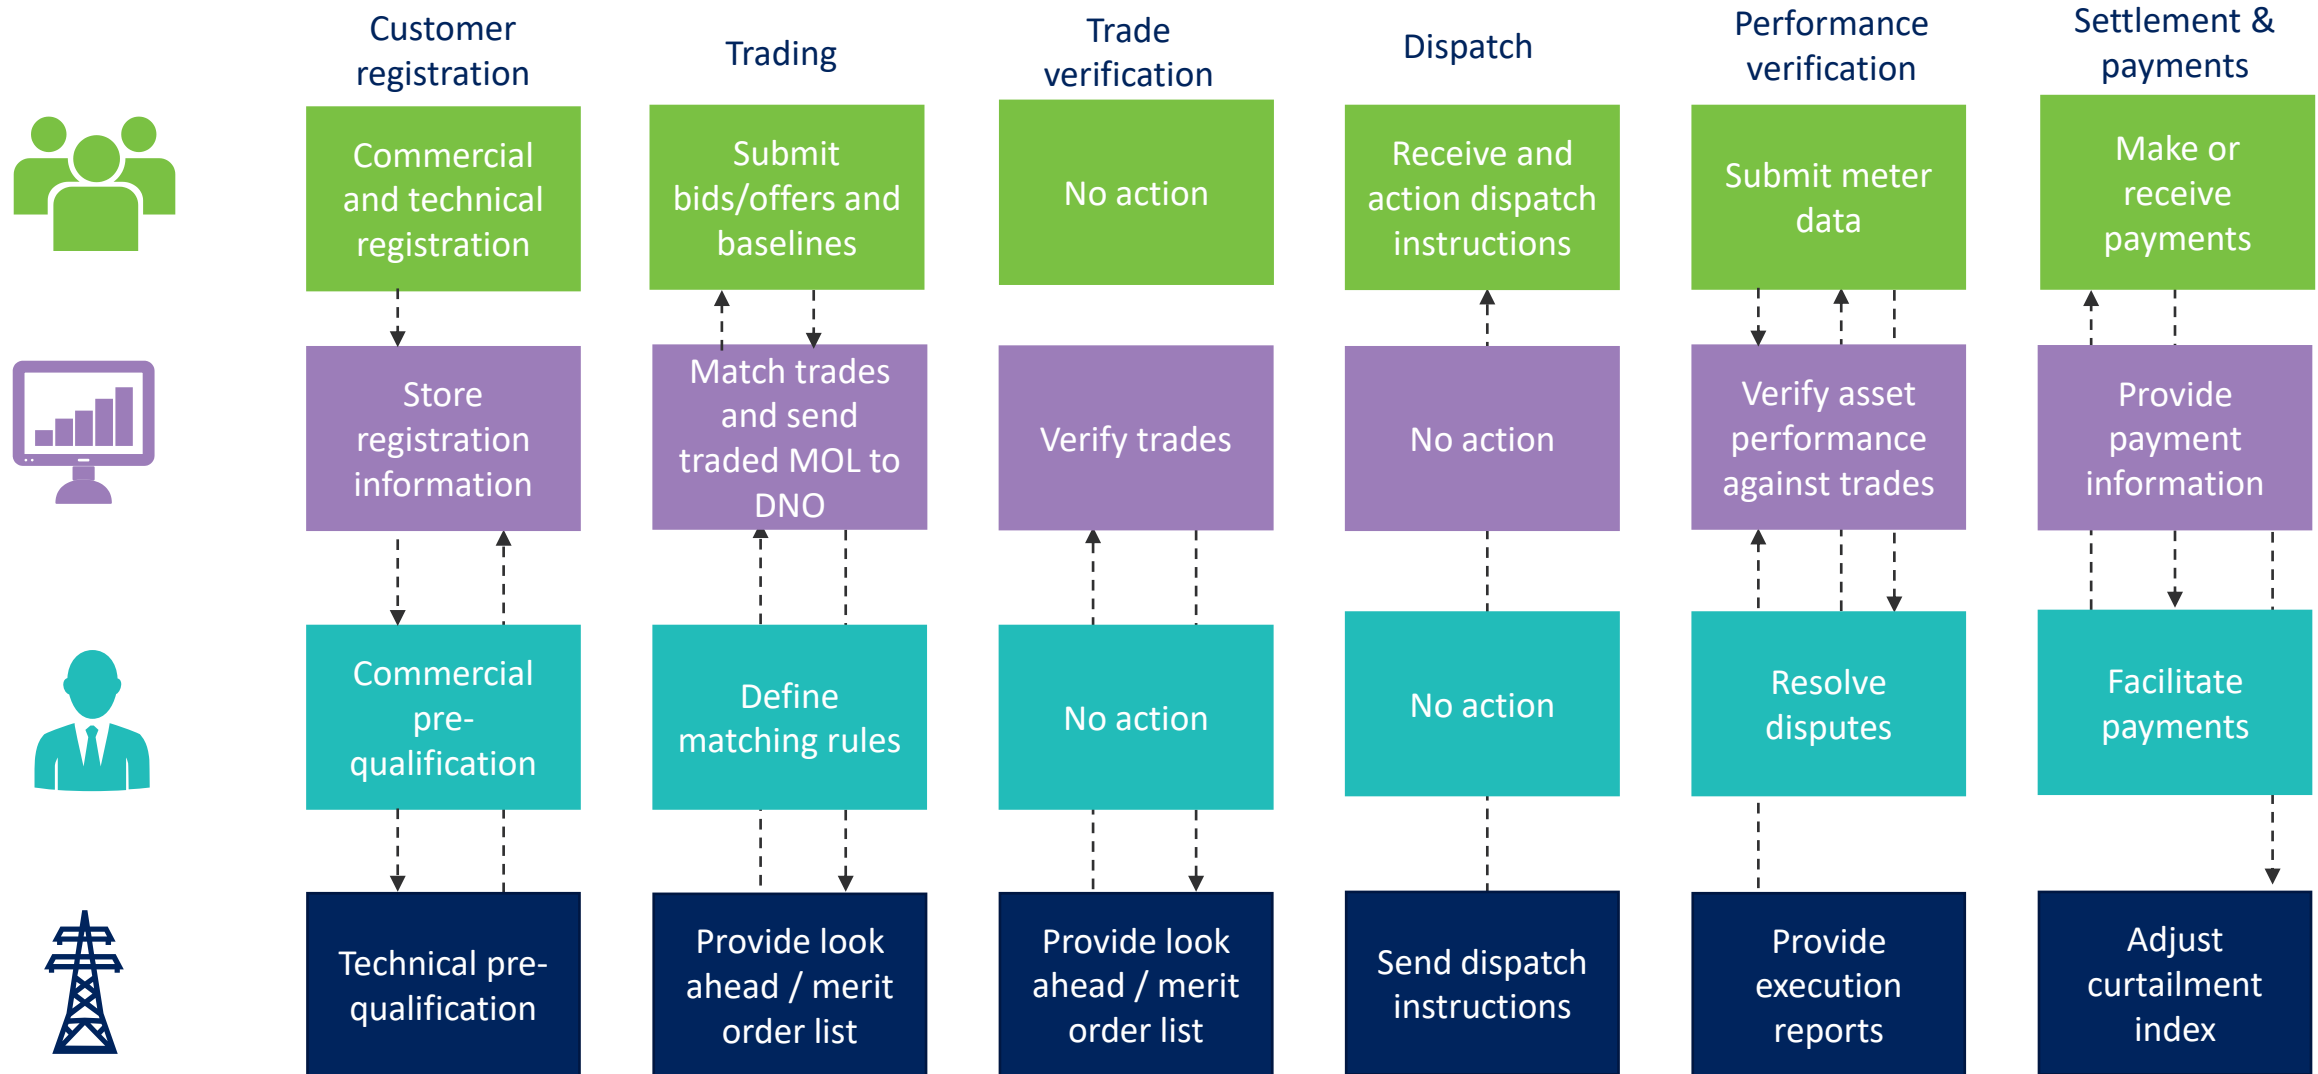 Customer
registration
Trading
Trade
verification
Dispatch
Performance
verification
Settlement &
payments
Commercial
and technical
registration
Submit
bids/offers and
baselines
No action
Receive and
action dispatch
instructions
Submit meter
data
Make or
receive
payments
Store
registration
information
Match trades
and send
traded MOL to
DNO
Verify trades
No action
Verify asset
performance
against trades
Provide
payment
information
Commercial
pre-
qualification
Define
matching rules
No action
No action
Resolve
disputes
Facilitate
payments
Technical pre-
qualification
Provide look
ahead / merit
order list
Provide look
ahead / merit
order list
Send dispatch
instructions
Provide
execution
reports
Adjust
curtailment
index